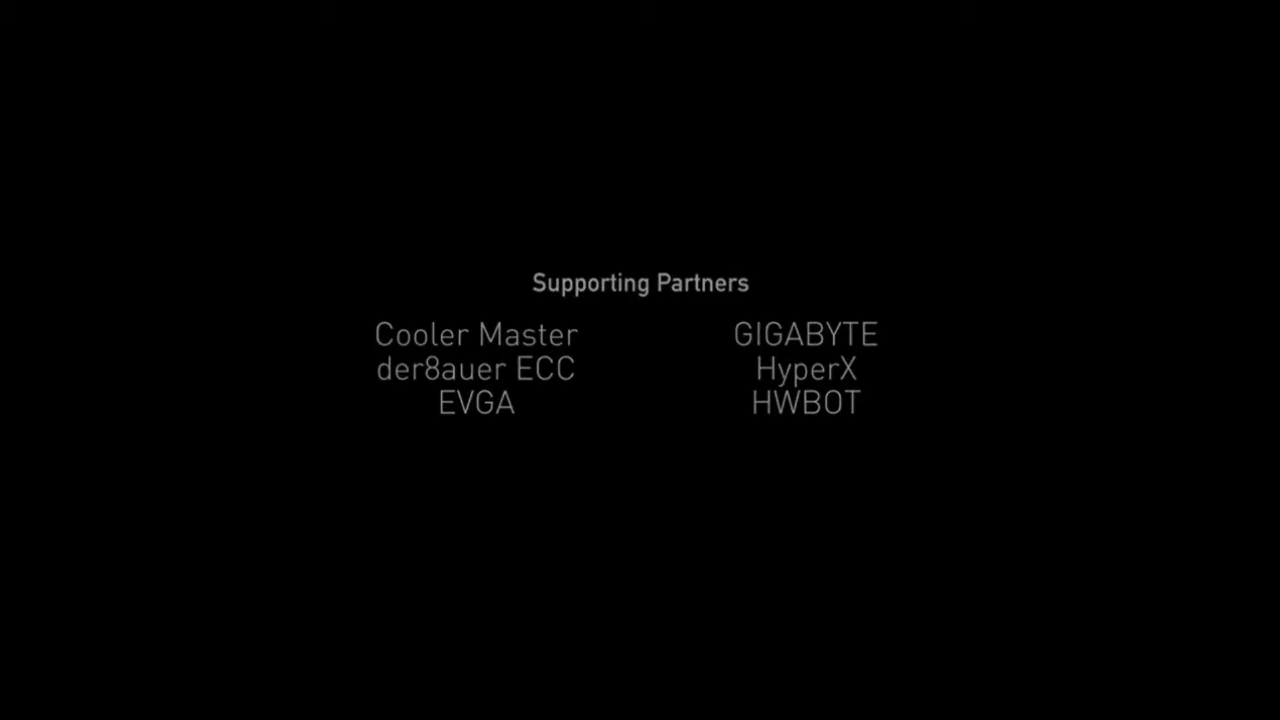 Supporting Partners
Cooler Master
der8auer ECC
EVGA
GIGABYTE
HyperX
HWBOT